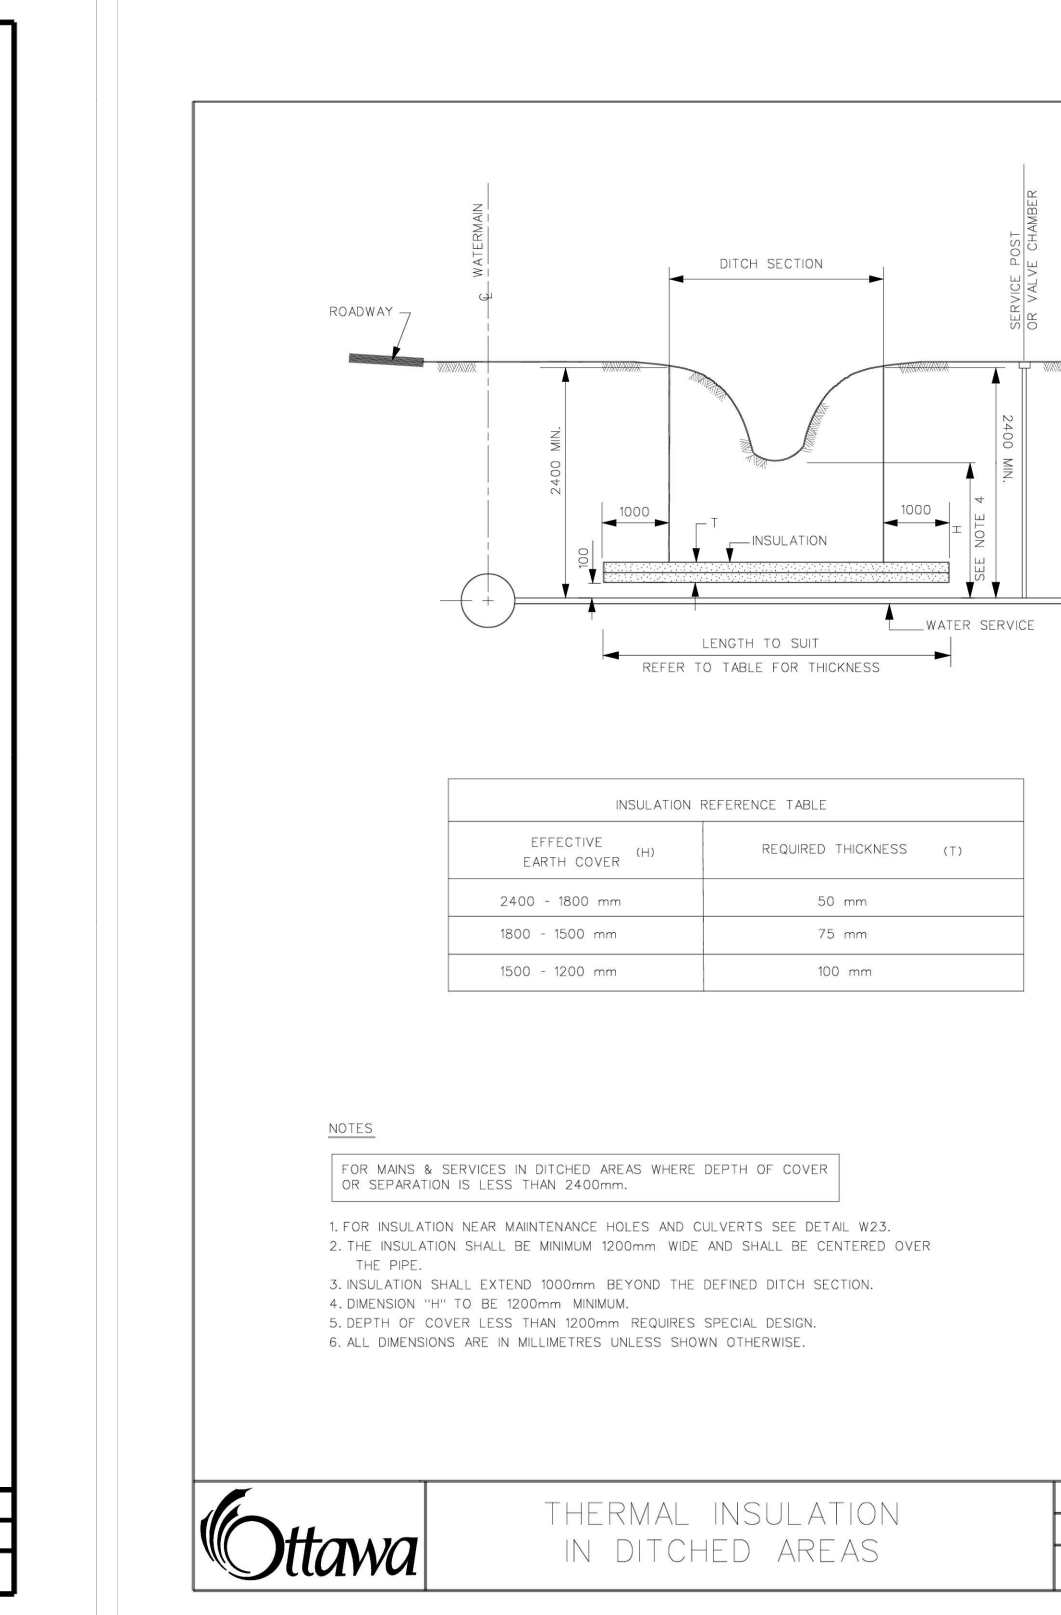 WATERMAIN
SERVICE POST
OR VALVE CHAMBER
DITCH SECTION
ROADWAY
2400 MIN.
2400 MIN.
1000
T
1000
INSULATION
H
SEE NOTE 4
100
WATER SERVICE
LENGTH TO SUIT
REFER TO TABLE FOR THICKNESS
INSULATION REFERENCE TABLE
EFFECTIVE
EARTH COVER (H)
REQUIRED THICKNESS (T)
2400 - 1800 mm 50 mm
1800 - 1500 mm 75 mm
1500 - 1200 mm 100 mm
NOTES
FOR MAINS & SERVICES IN DITCHED AREAS WHERE DEPTH OF COVER
OR SEPARATION IS LESS THAN 2400mm.
1. FOR INSULATION NEAR MAIINTENANCE HOLES AND CULVERTS SEE DETAIL W23.
2. THE INSULATION SHALL BE MINIMUM 1200mm WIDE AND SHALL BE CENTERED OVER
THE PIPE.
3. INSULATION SHALL EXTEND 1000mm BEYOND THE DEFINED DITCH SECTION.
4. DIMENSION "H" TO BE 1200mm MINIMUM.
5. DEPTH OF COVER LESS THAN 1200mm REQUIRES SPECIAL DESIGN.
6. ALL DIMENSIONS ARE IN MILLIMETRES UNLESS SHOWN OTHERWISE.
Ottawa
THERMAL INSULATION
IN DITCHED AREAS